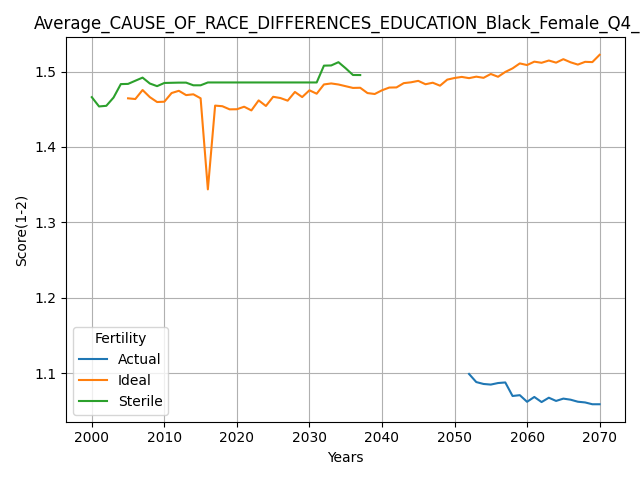 Average_CAUSE_OF_RACE_DIFFERENCES_EDUCATION_Black_Female_Q4_
Score(1-2)
1.5
1.4
1.3
1.2
1.1
Fertility
Actual
Ideal
Sterile
2000 2010 2020 2030 2040 2050 2060 2070
Years